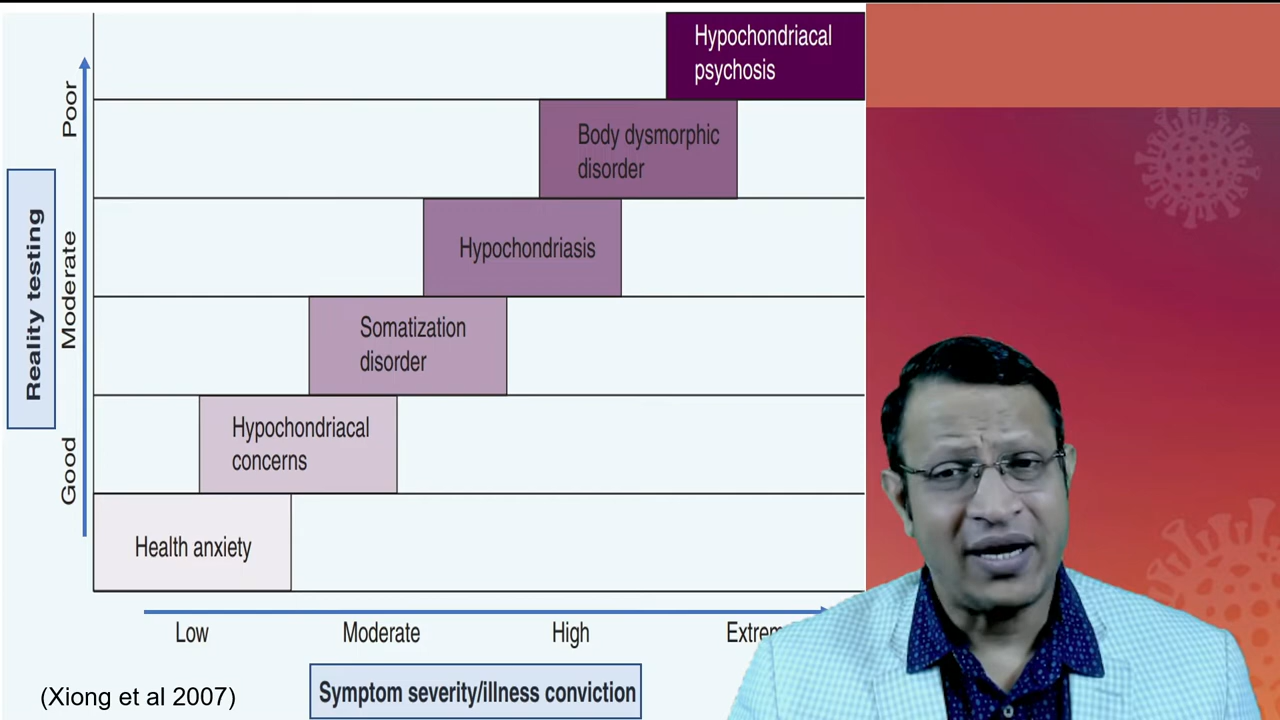 Hypochondriacal
psychosis
Poor
Body dysmorphic
disorder
Reality testing
Moderate
Hypochondriasis
Somatization
disorder
Good
Hypochondriacal
concerns
Health anxiety
Low
Moderate
High
Symptom severity/illness conviction
(Xiong et al 2007)